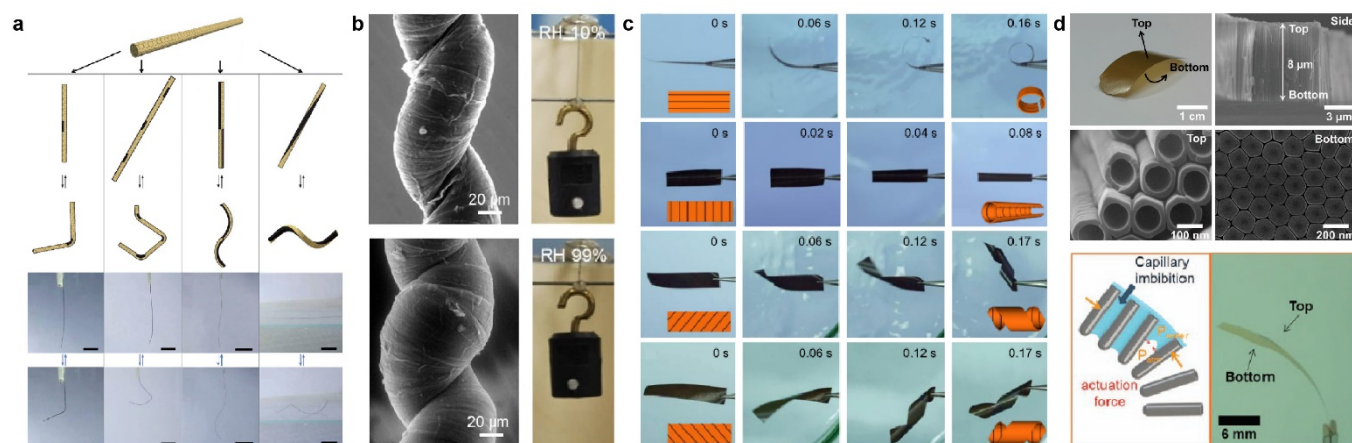 a
b
20 µm
RH 10%
20 µm
RH 99%
c
0 s
0.06 s
0.12 s
0.16 s
0 s
0.02 s
0.04 s
0.08 s
0 s
0.06 s
0.12 s
0.17 s
0 s
0.06 s
0.12 s
0.17 s
d
Top
Bottom
1 cm
Side
Top
8 µm
Bottom
3 µm
Top
100 nm
Bottom
200 nm
Capillary
imbibition
actuation
force
Top
Bottom
6 mm